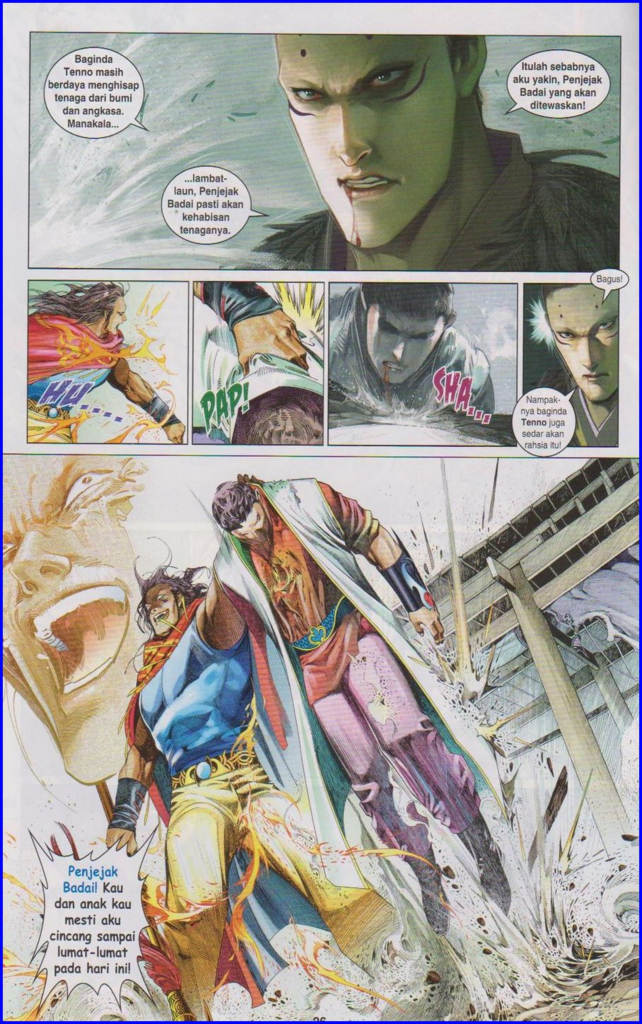 Baginda
Tenno masih
berdaya menghisap
tenaga dari bumi
dan angkasa.
Manakala...
Itulah sebabnya
aku yakin, Penjejak
Badai yang akan
ditewaskan!
...lambat-
laun, Penjejak
Badai pasti akan
kehabisan
tenaganya.
HU.....
PAP!
SHA...
Bagus!
Nampak-
nya baginda
Tenno juga
sedar akan
rahsia itu!
Penjejak
Badai! Kau
dan anak kau
mesti aku
cincang sampai
lumat-lumat
pada hari ini!
26